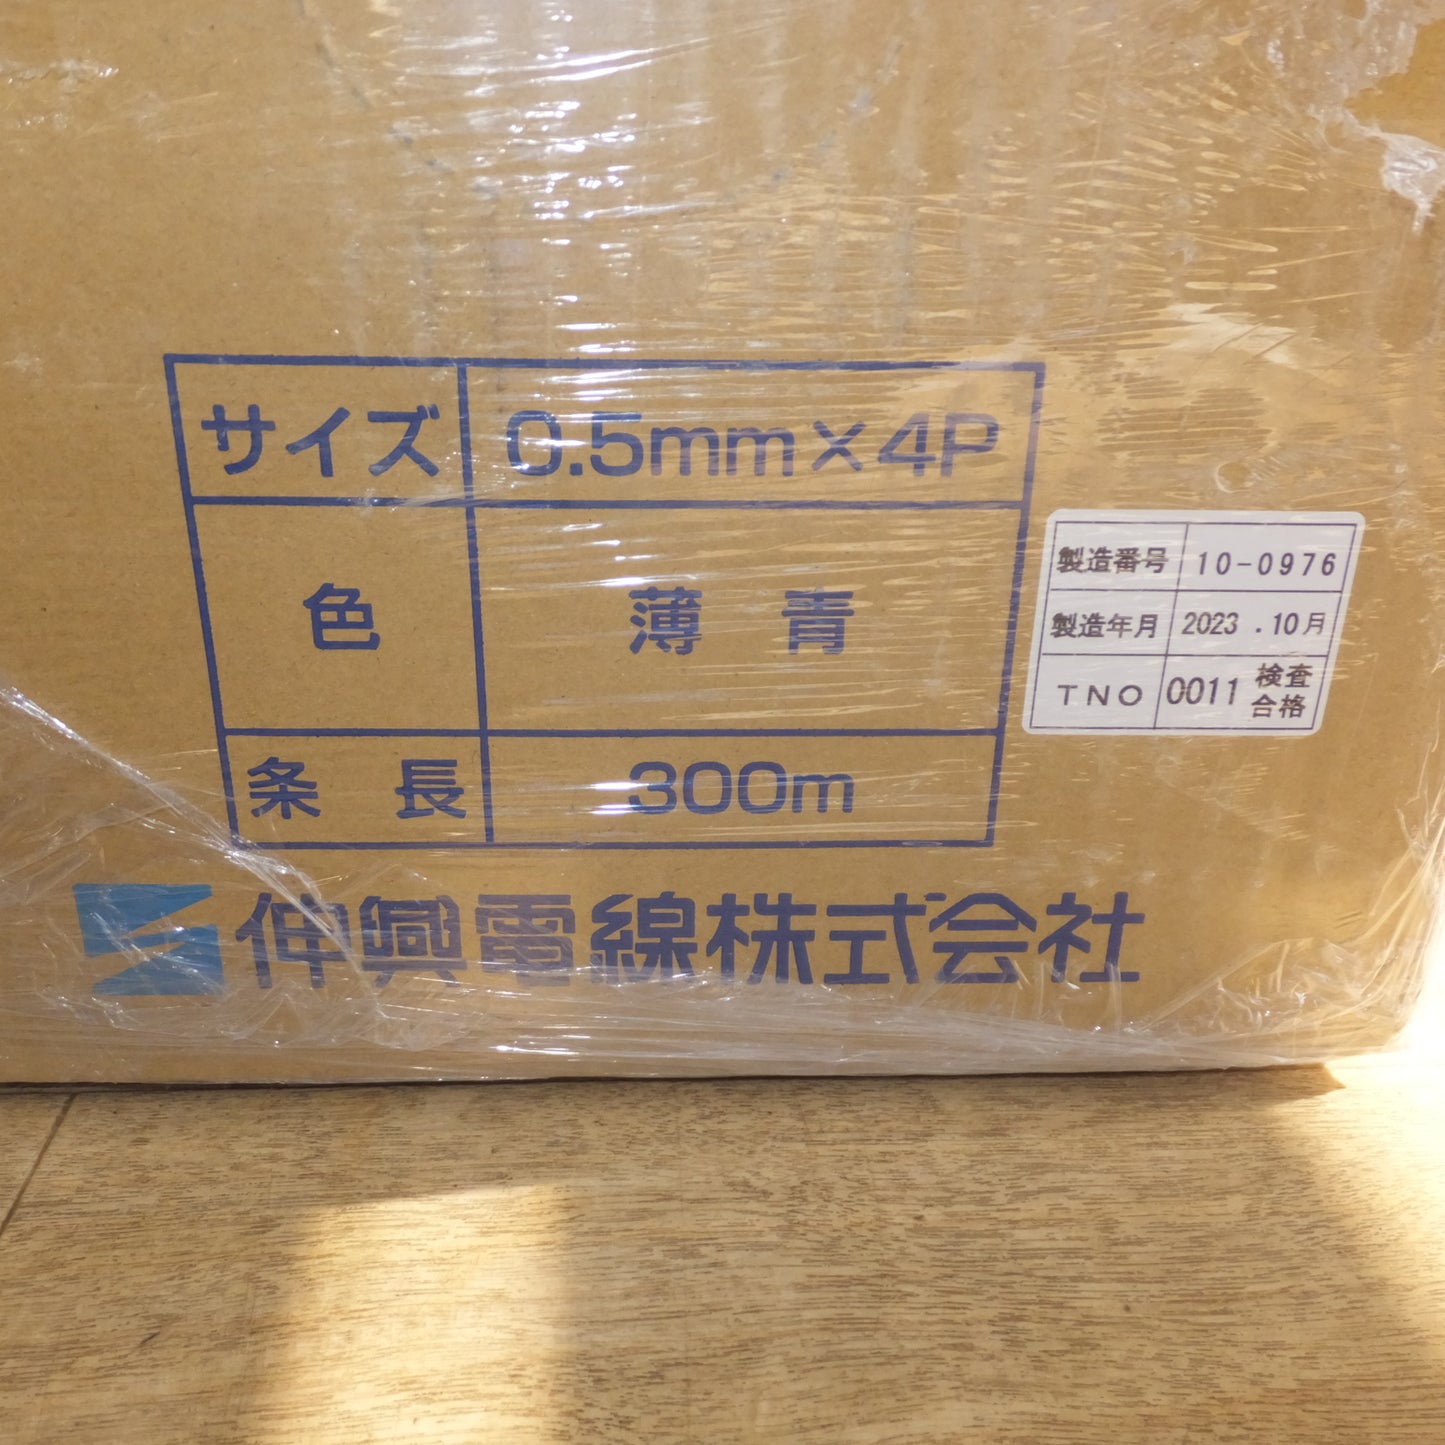 サイズ 0.5mm×4P
色 薄 青
条 長 300m
伸興電線株式会社
製造番号 10-0976
製造年月 2023 .10月
TNO 0011 検査
合格